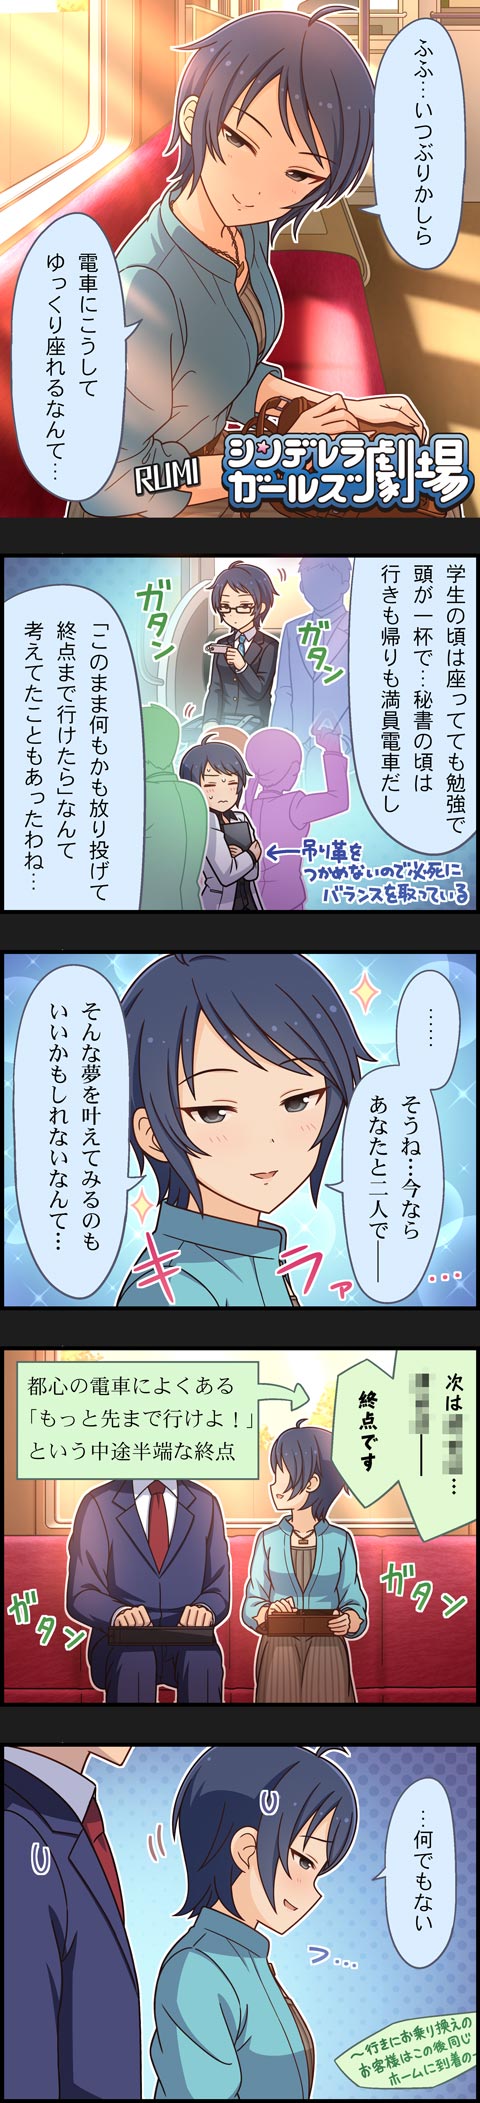 ふふ…いつぶりかしら
電車にこうして
ゆっくり座れるなんて…
RUMI
シンデレラ
ガールズ劇場
学生の頃は座ってても勉強で
頭が一杯で…秘書の頃は
行きも帰りも満員電車だし
ガタン
ガタン
「このまま何もかも放り投げて
終点まで行けたら」なんて
考えてたこともあったわね…
←吊り革を
つかめないので必死に
バランスを取っている
……
そうね…今なら
あなたと二人で──
そんな夢を叶えてみるのも
いいかもしれないなんて…
キラァ…
次は
…
──
終点です
都心の電車によくある
「もっと先まで行けよ！」
という中途半端な終点
ガタン
ガタン
…何でもない
つ…
～行きにお乗り換えの
お客様はこの後同じ
ホームに到着の～